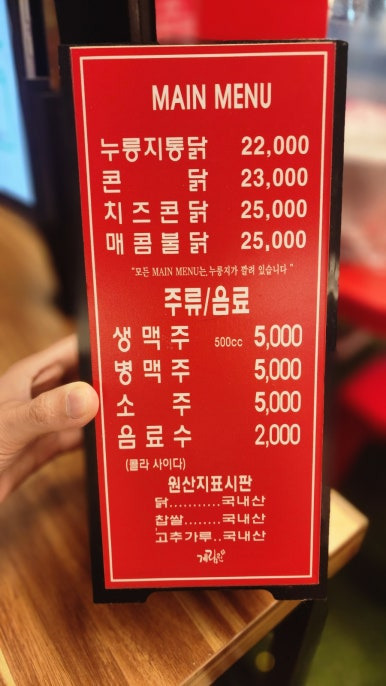 MAIN MENU
누룽지통닭 22,000
콘 닭 23,000
치즈콘닭 25,000
매콤불닭 25,000
"모든 MAIN MENU는, 누룽지가 깔려 있습니다"
주류/음료
생맥주 500cc 5,000
병맥주 5,000
소 주 5,000
음료수 2,000
(콜라 사이다)
원산지표시판
닭...........국내산
찹쌀........국내산
고추가루..국내산
계림원